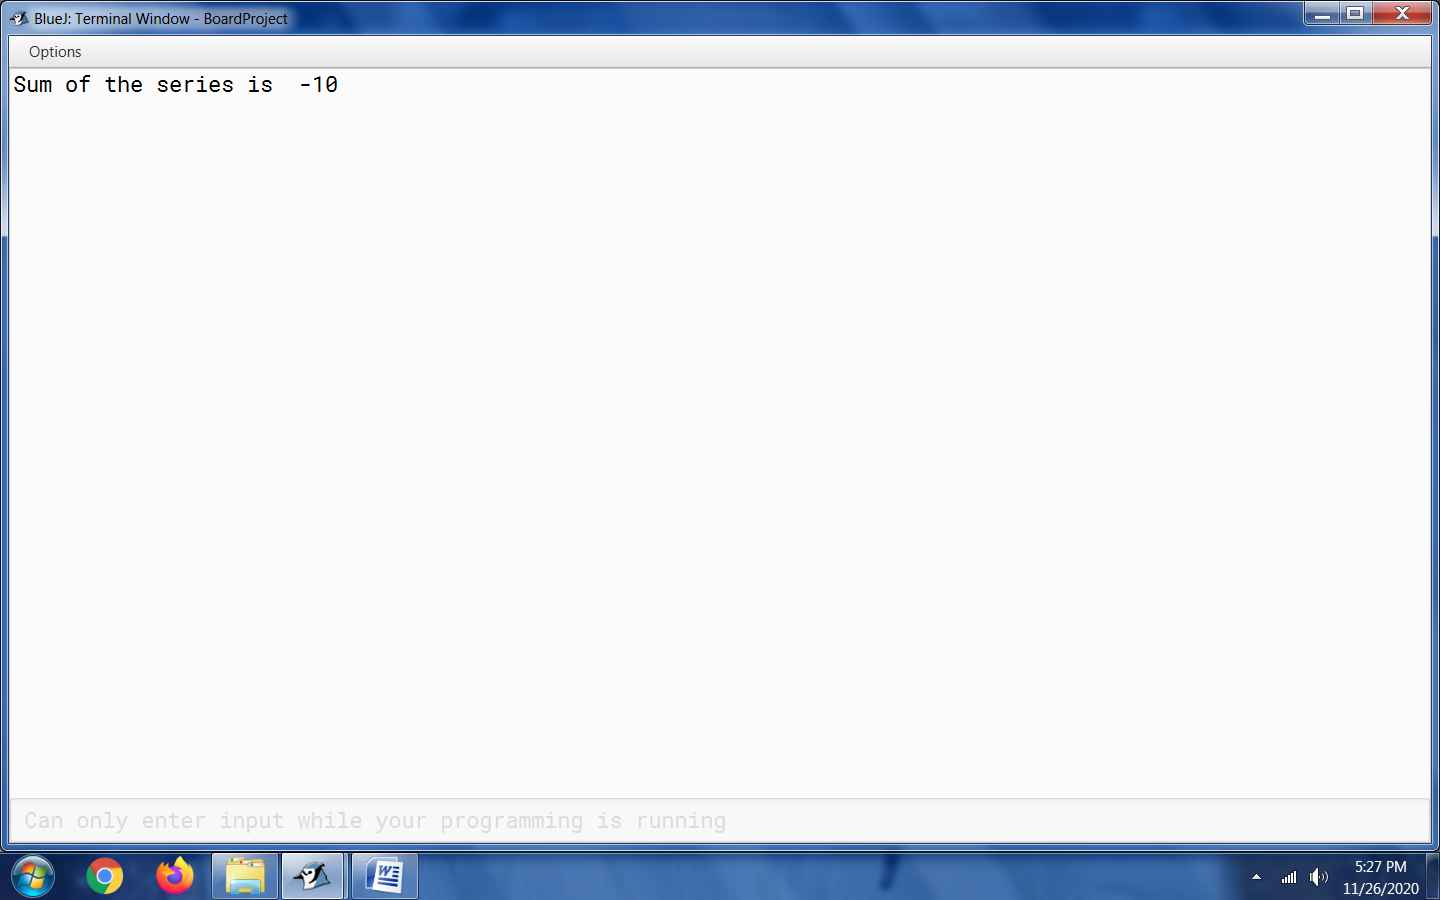 BlueJ: Terminal Window - BoardProject
Options
Sum of the series is  -10
Can only enter input while your programming is running
5:27 PM
11/26/2020